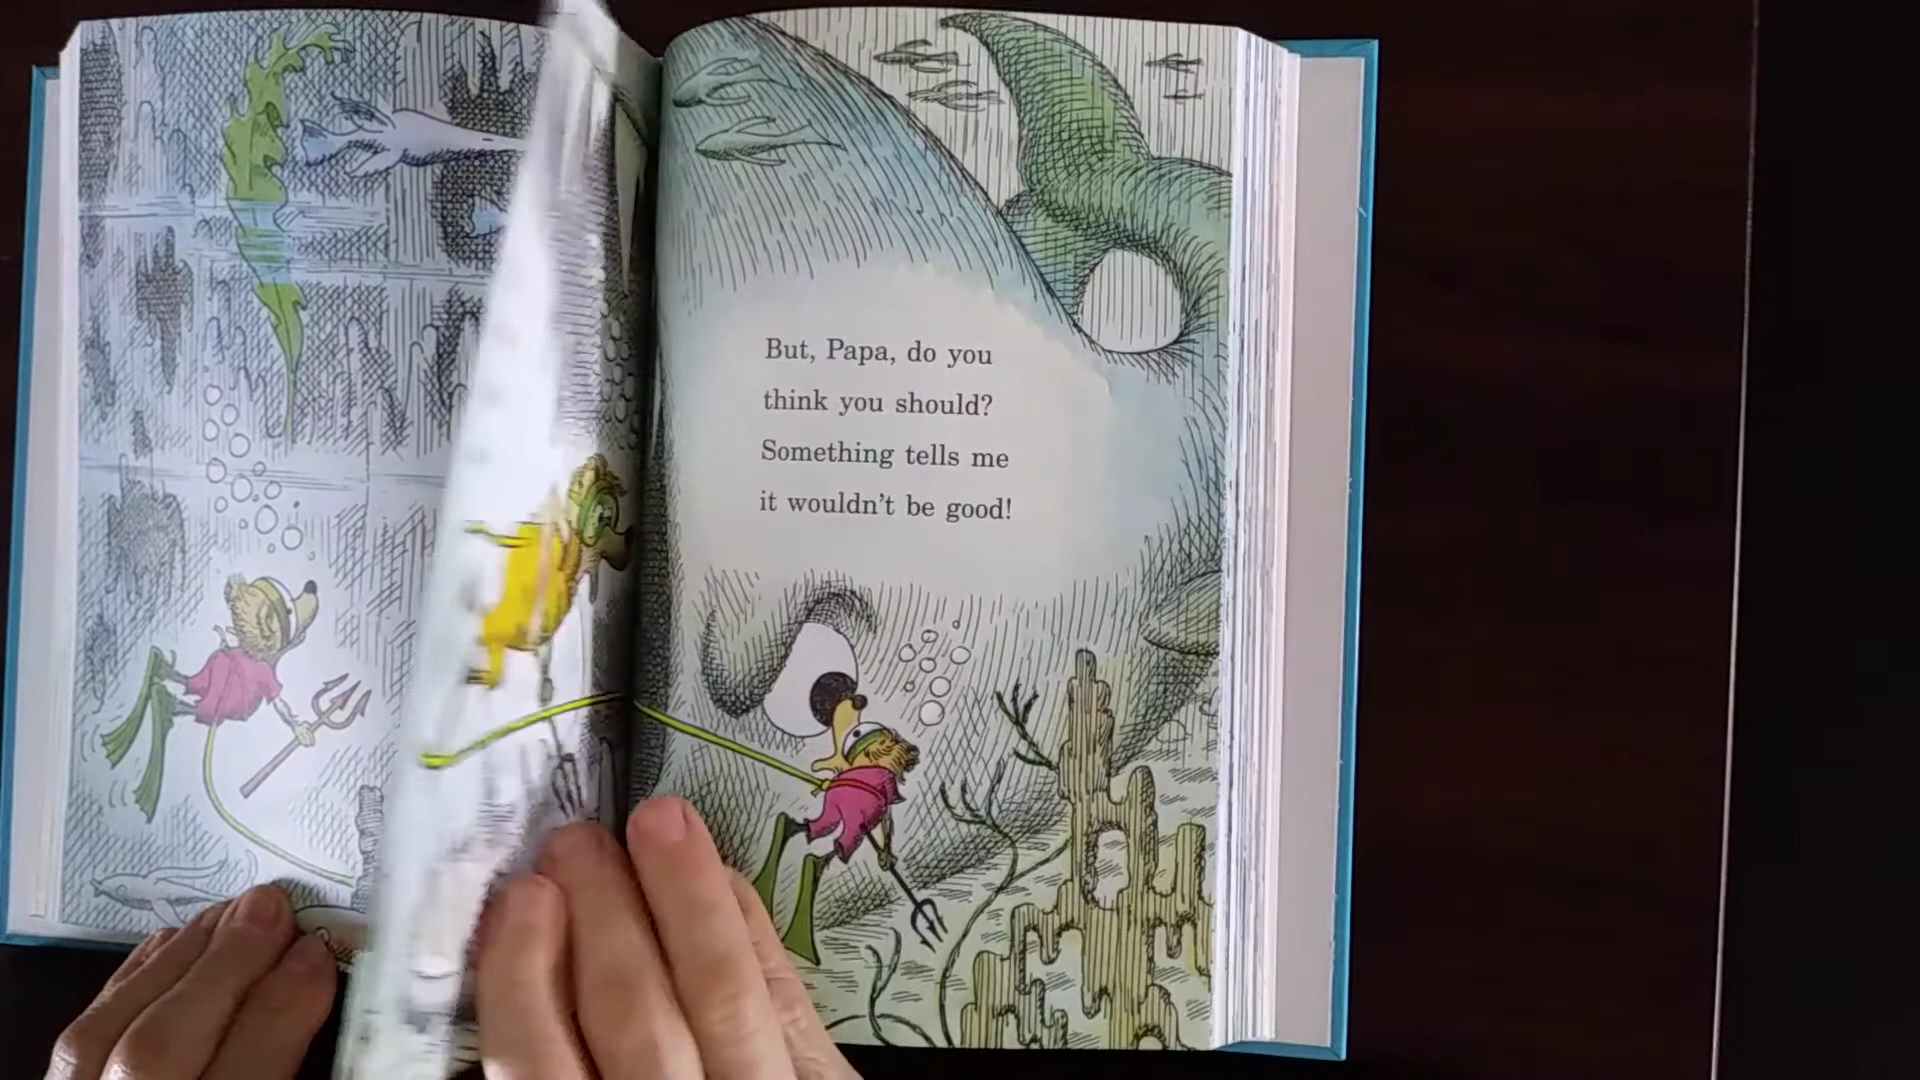 But, Papa, do you
think you should?
Something tells me
it wouldn't be good!